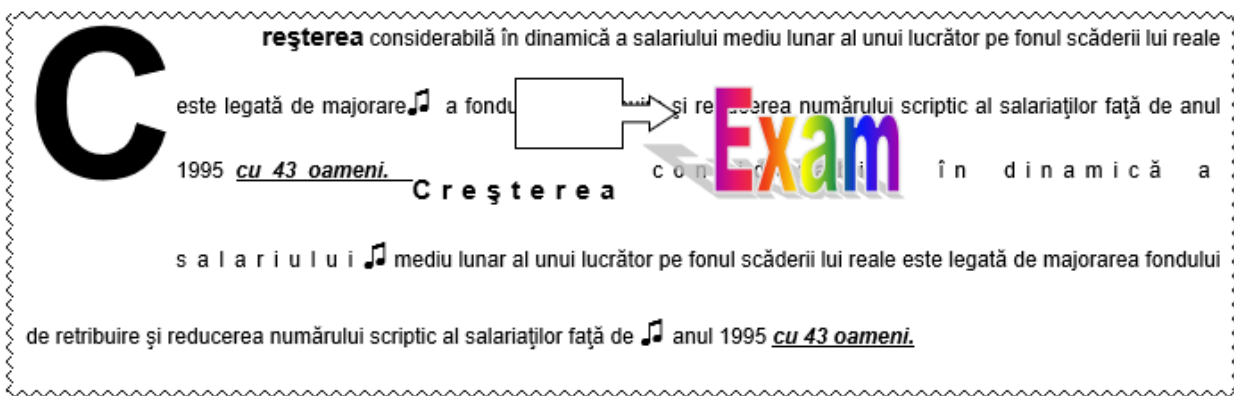 Creşterea considerabilă în dinamică a salariului mediu lunar al unui lucrător pe fonul scăderii lui reale
este legată de majorare♫ a fondu şi reducerea numărului scriptic al salariaţilor faţă de anul
Exam
1995 cu 43 oameni. Creşterea în dinamică a
salariului ♫ mediu lunar al unui lucrător pe fonul scăderii lui reale este legată de majorarea fondului
de retribuire şi reducerea numărului scriptic al salariaţilor faţă de ♫ anul 1995 cu 43 oameni.